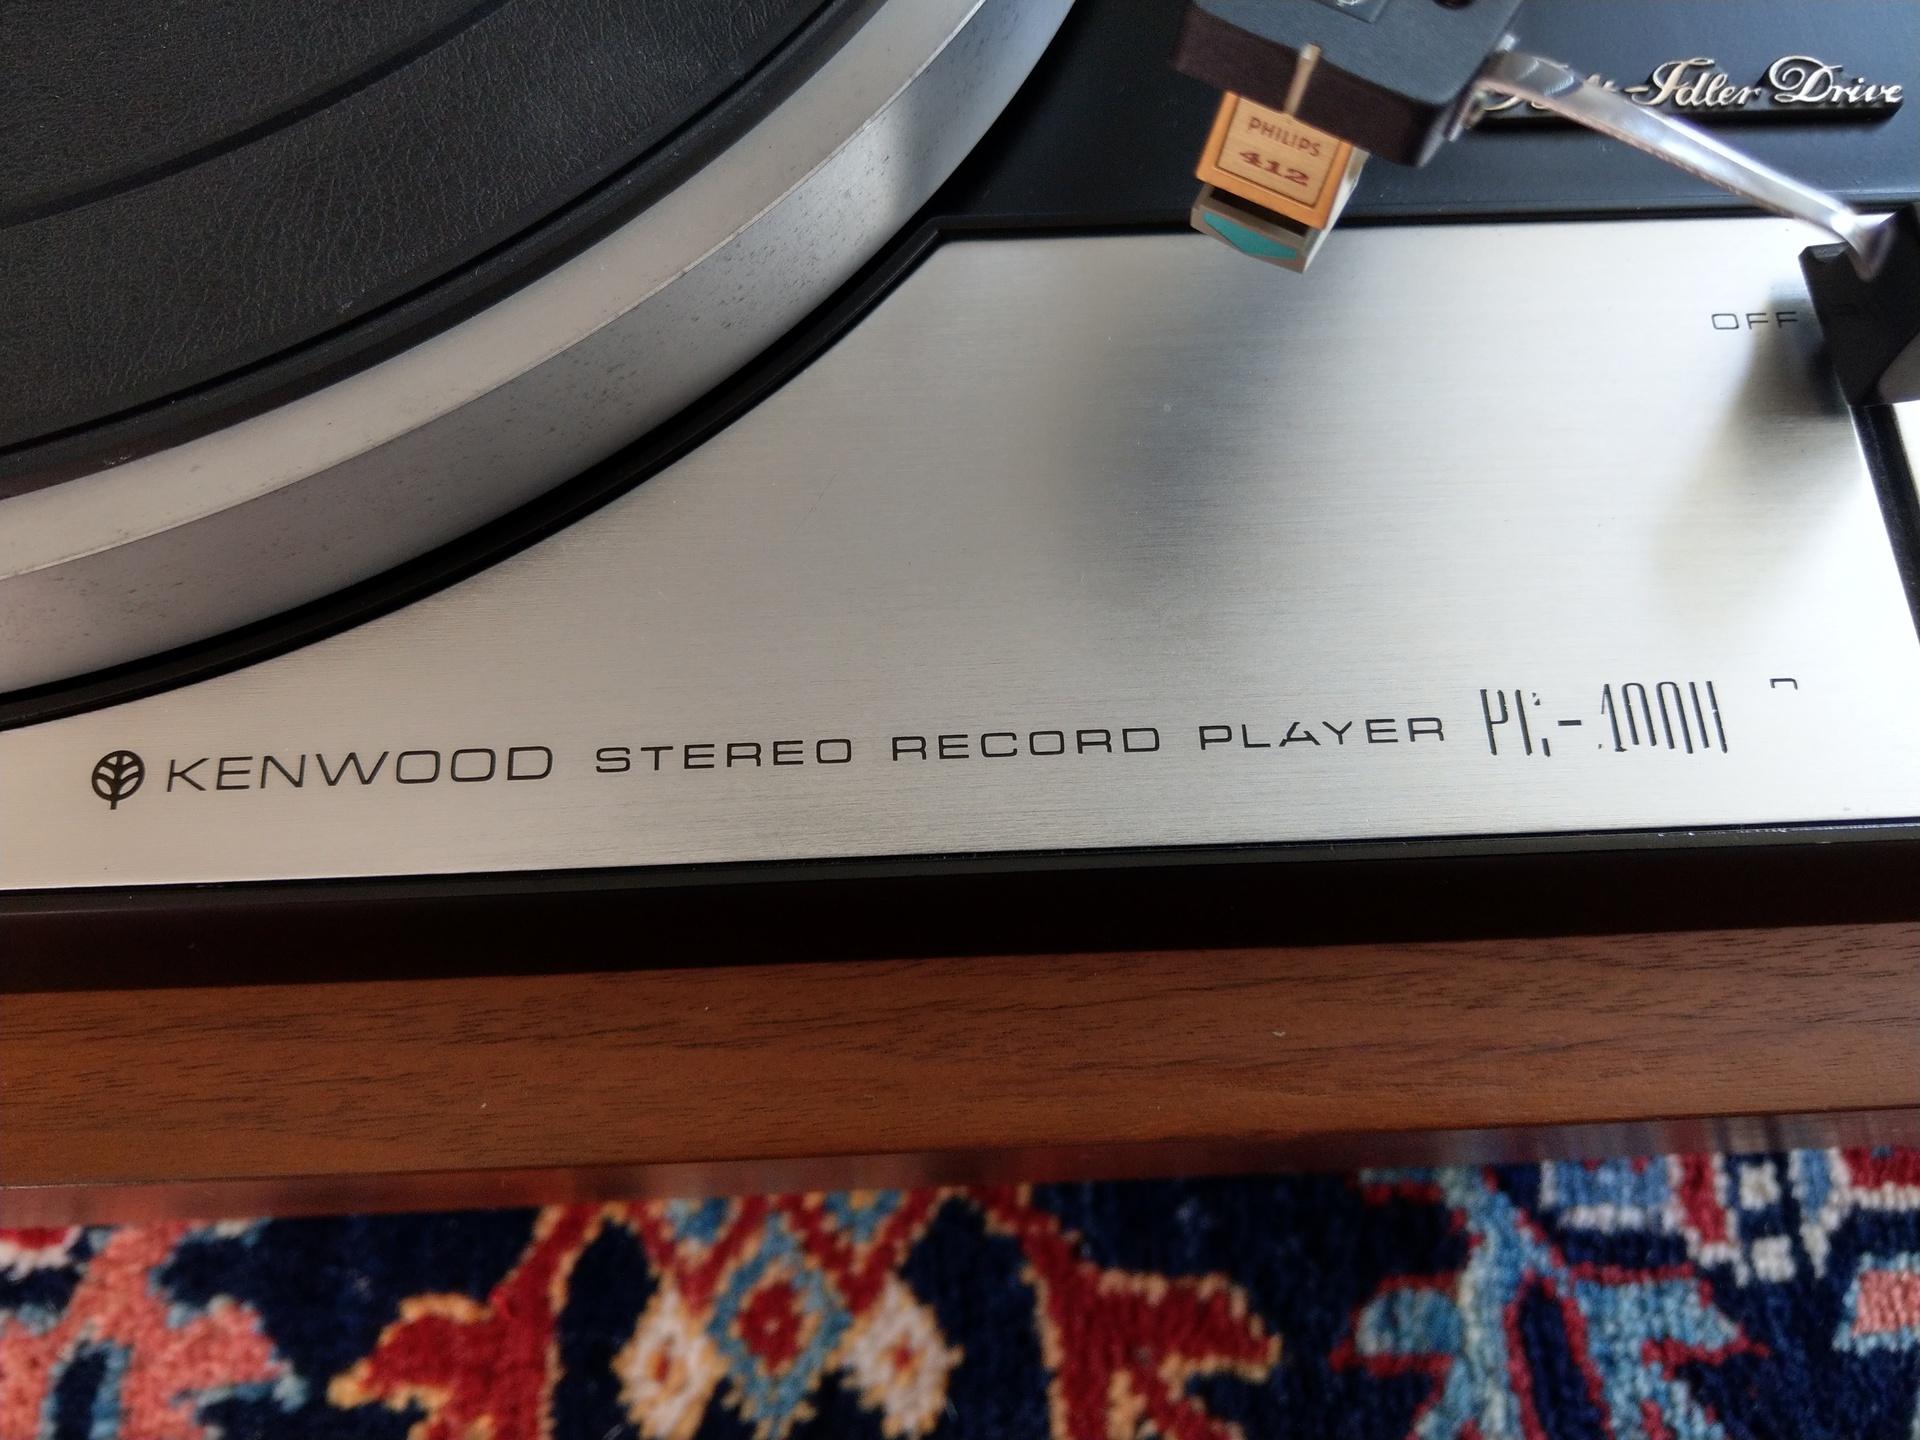 -Idler Drive
PHILIPS
412
OFF
KENWOOD STEREO RECORD PLAYER